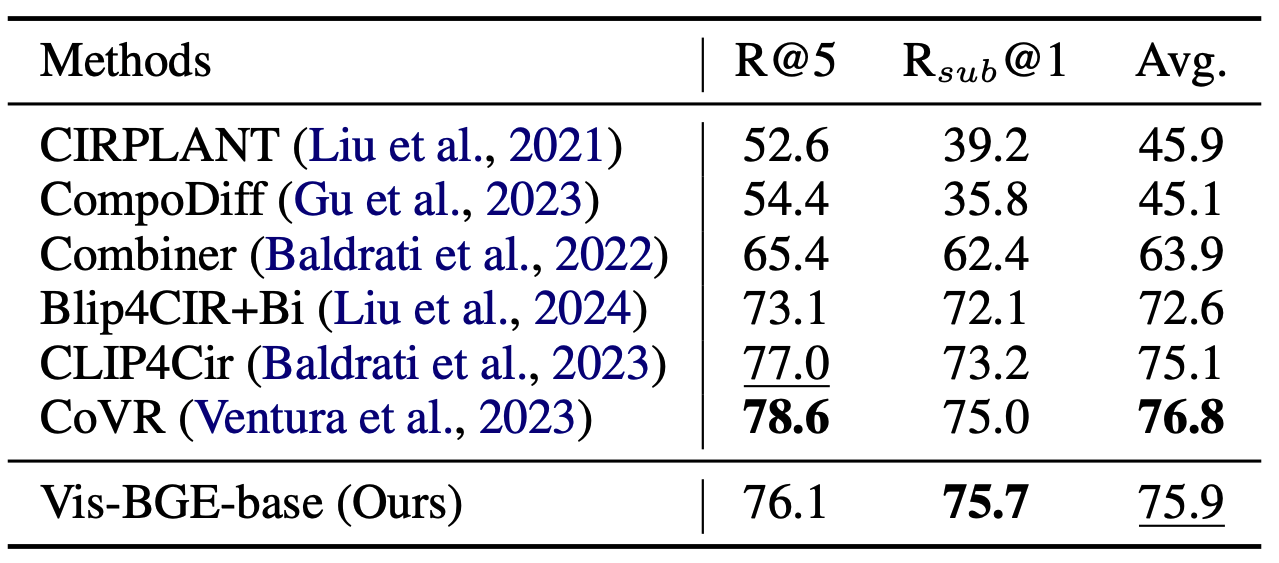 Methods R@5 R_sub@1 Avg.
CIRPLANT (Liu et al., 2021) 52.6 39.2 45.9
CompoDiff (Gu et al., 2023) 54.4 35.8 45.1
Combiner (Baldrati et al., 2022) 65.4 62.4 63.9
Blip4CIR+Bi (Liu et al., 2024) 73.1 72.1 72.6
CLIP4Cir (Baldrati et al., 2023) 77.0 73.2 75.1
CoVR (Ventura et al., 2023) 78.6 75.0 76.8
Vis-BGE-base (Ours) 76.1 75.7 75.9